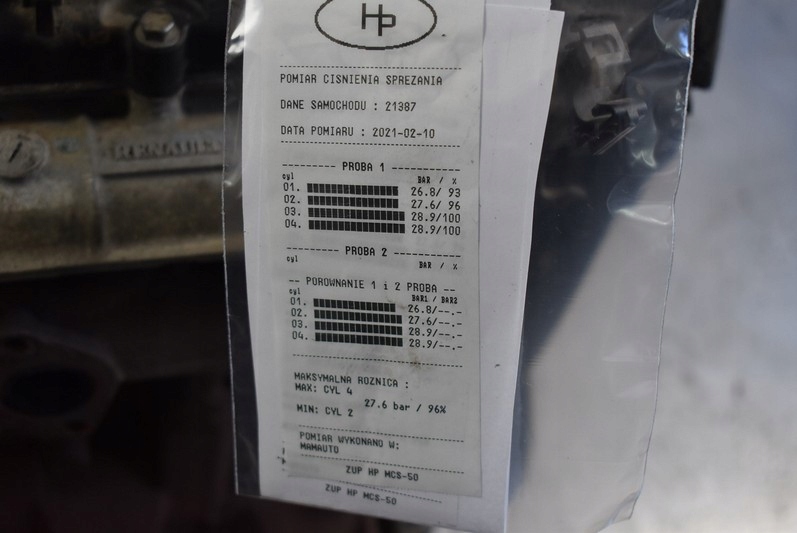 HP
POMIAR CISNIENIA SPREZANIA
DANE SAMOCHODU : 21387
DATA POMIARU : 2021-02-10
PROBA 1
cyl BAR / %
01. 26.8/ 93
02. 27.6/ 96
03. 28.9/100
04. 28.9/100
PROBA 2
cyl BAR / %
-- POROWNANIE 1 i 2 PROBA --
cyl BAR1 / BAR2
01. 26.8/--.-
02. 27.6/--.-
03. 28.9/--.-
04. 28.9/--.-
MAKSYMALNA ROZNICA :
MAX: CYL 4
27.6 bar / 96%
MIN: CYL 2
POMIAR WYKONANO W:
MAMAUTO
ZUP HP MCS-50
ZUP HP MCS-50
RENAULT